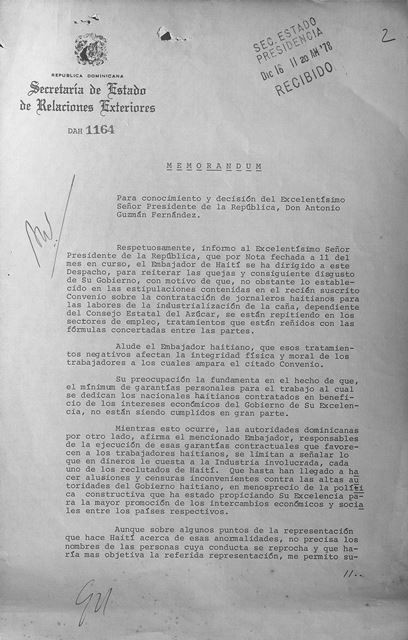 SEC. ESTADO
PRESIDENCIA
DIC 16 11 20 AM '78
RECIBIDO
2
REPUBLICA DOMINICANA
Secretaría de Estado
de Relaciones Exteriores
DAH 1164
MEMORANDUM
Para conocimiento y decisión del Excelentísimo
Señor Presidente de la República, Don Antonio
Guzmán Fernández.
Respetuosamente, informo al Excelentísimo Señor
Presidente de la República, que por Nota fechada a 11 del
mes en curso, el Embajador de Haití se ha dirigido a este
Despacho, para reiterar las quejas y consiguiente disgusto
de Su Gobierno, con motivo de que, no obstante lo estable-
cido en las estipulaciones contenidas en el recién suscrito
Convenio sobre la contratación de jornaleros haitianos para
las labores de la industrialización de la caña, dependiente
del Consejo Estatal del Azúcar, se están repitiendo en los
sectores de empleo, tratamientos que están reñidos con las
fórmulas concertadas entre las partes.
Alude el Embajador haitiano, que esos tratamien-
tos negativos afectan la integridad física y moral de los
trabajadores a los cuales ampara el citado Convenio.
Su preocupación la fundamenta en el hecho de que,
el mínimum de garantías personales para el trabajo al cual
se dedican los nacionales haitianos contratados en benefi-
cio de los intereses económicos del Gobierno de Su Excelen-
cia, no están siendo cumplidos en gran parte.
Mientras esto ocurre, las autoridades dominicanas
por otro lado, afirma el mencionado Embajador, responsables
de la ejecución de esas garantías contractuales que favore-
cen a los trabajadores haitianos, se limitan a señalar lo
que en dineros le cuesta a la Industria involucrada, cada
uno de los reclutados de Haití. Que hasta han llegado a ha
cer alusiones y censuras inconvenientes contra las altas au
toridades del Gobierno haitiano, en menosprecio de la políti
ca constructiva que ha estado propiciando Su Excelencia pa-
ra la mayor promoción de los intercambios económicos y socia
les entre los países respectivos.
Aunque sobre algunos puntos de la representación
que hace Haití acerca de esas anormalidades, no precisa los
nombres de las personas cuya conducta se reprocha y que ha-
ría mas objetiva la referida representación, me permito su-
//..